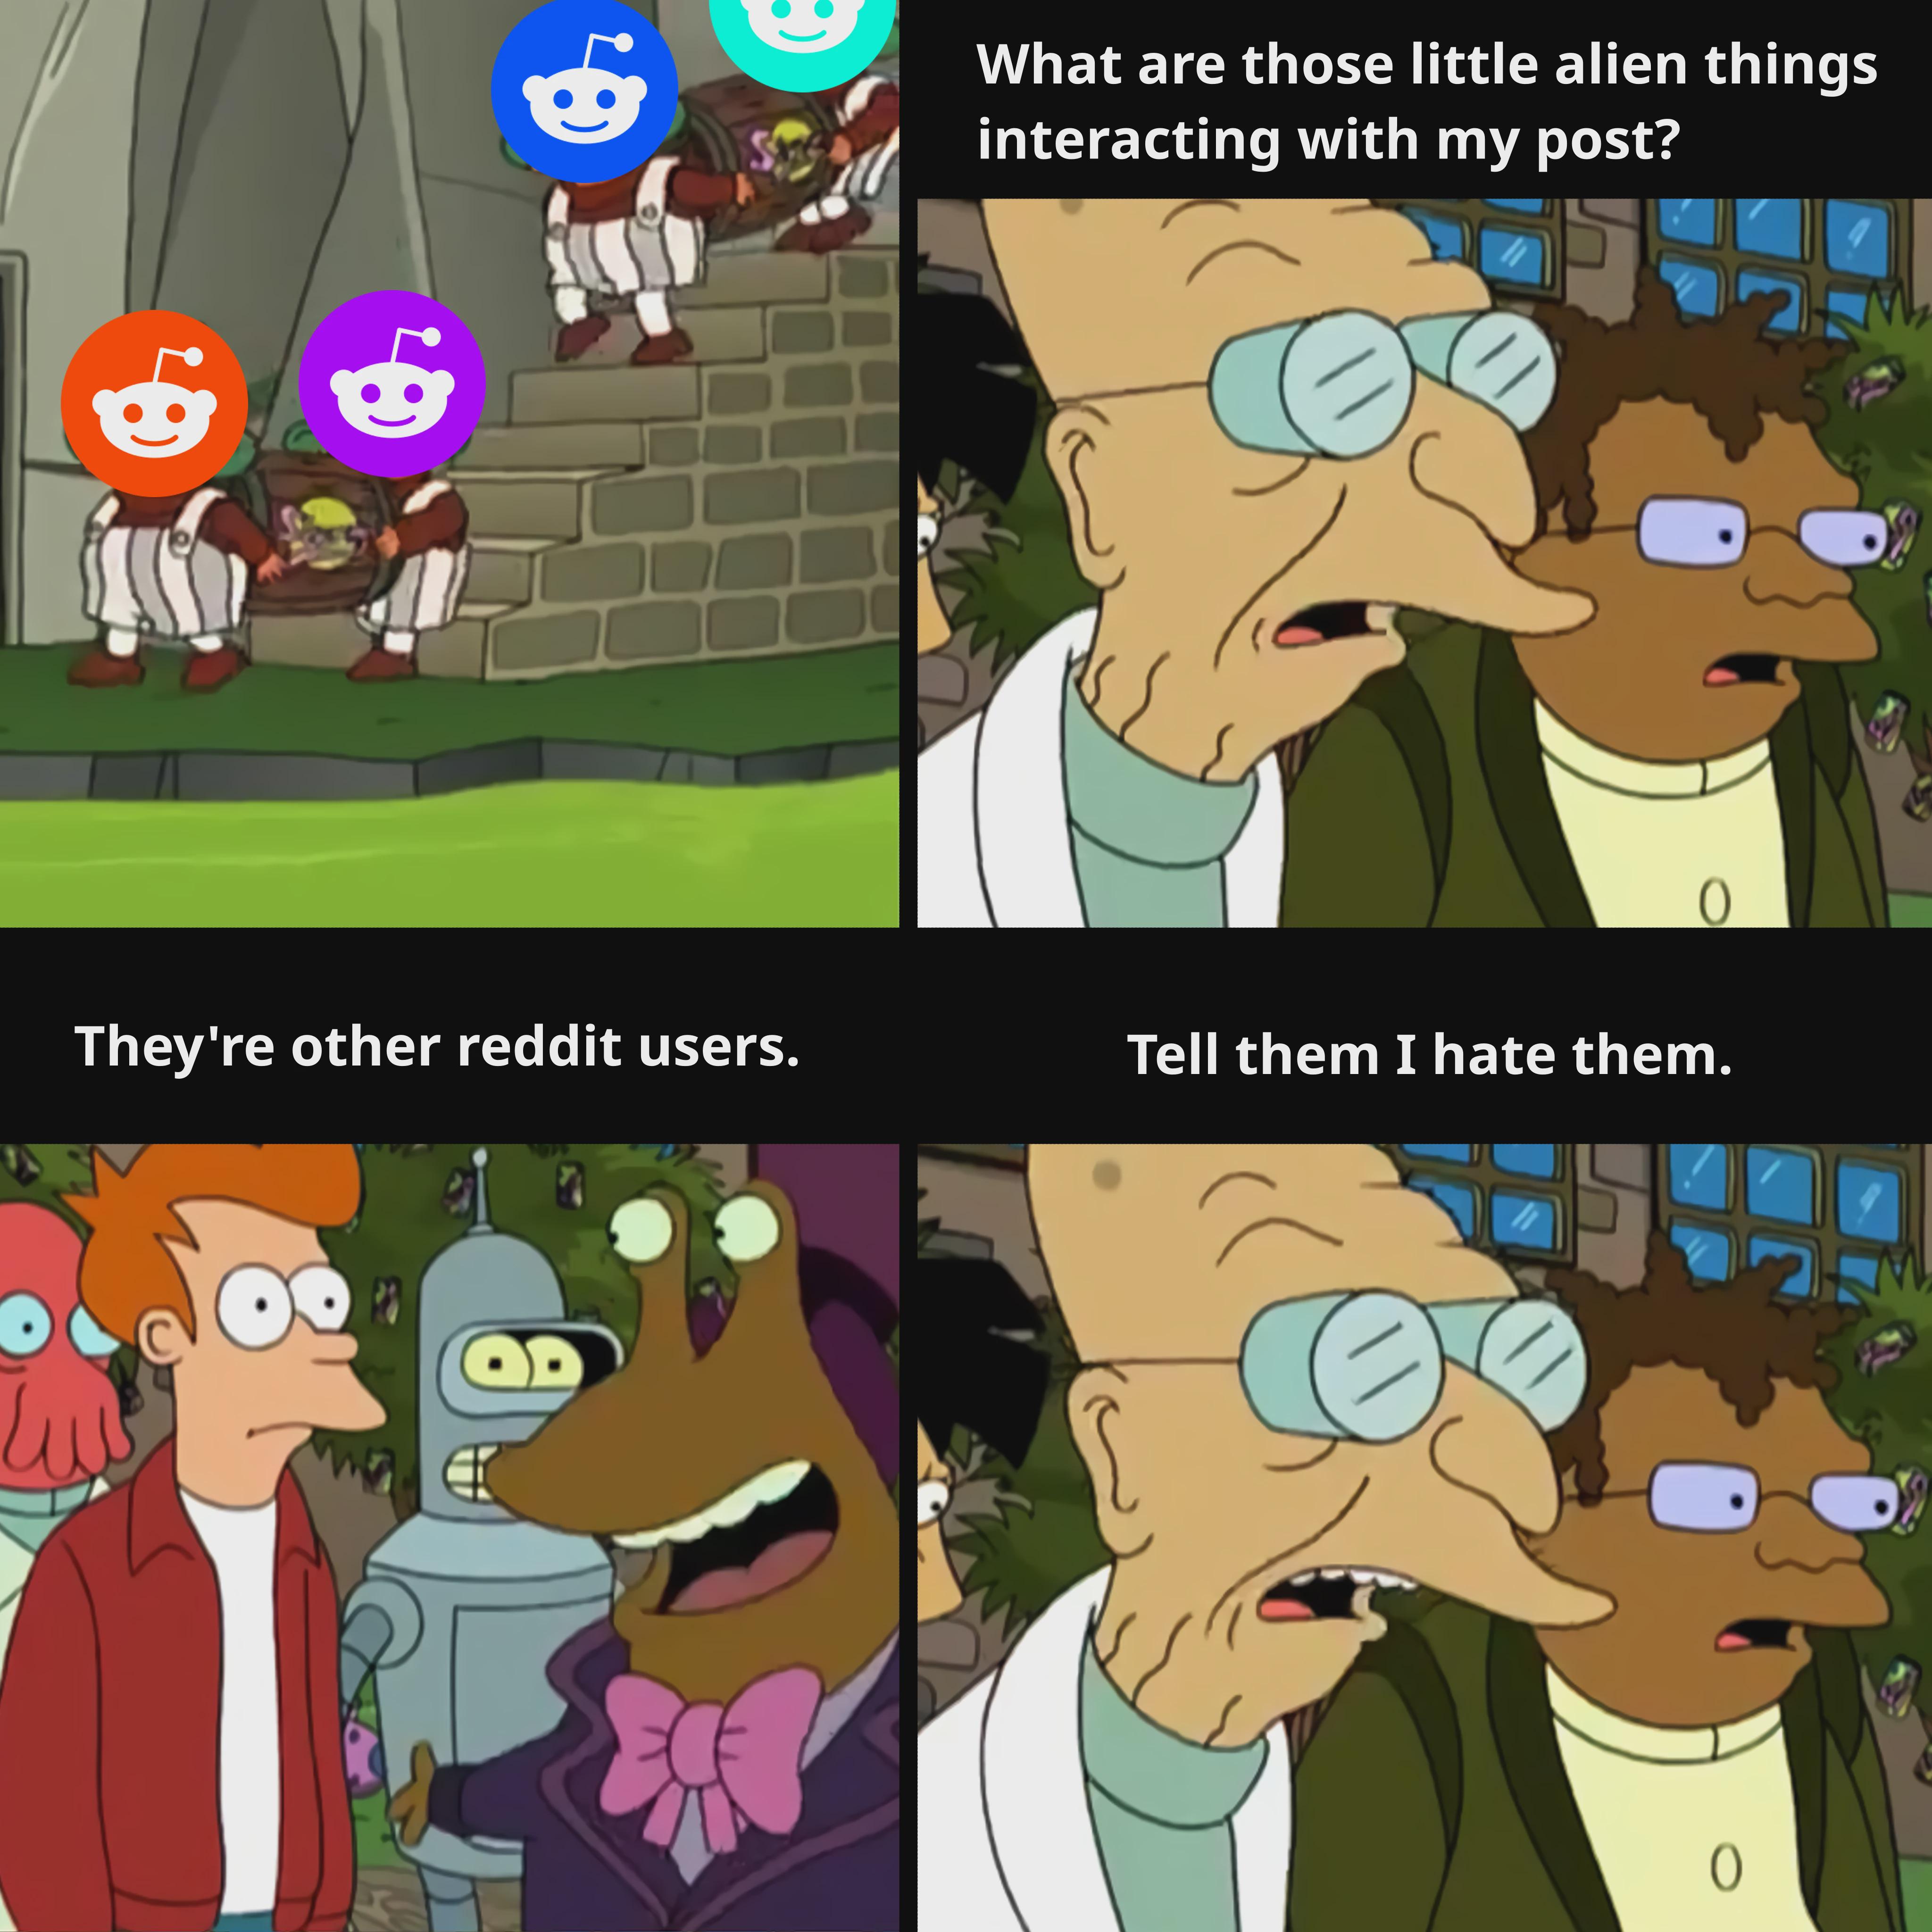 What are those little alien things
interacting with my post?
They're other reddit users.
Tell them I hate them.